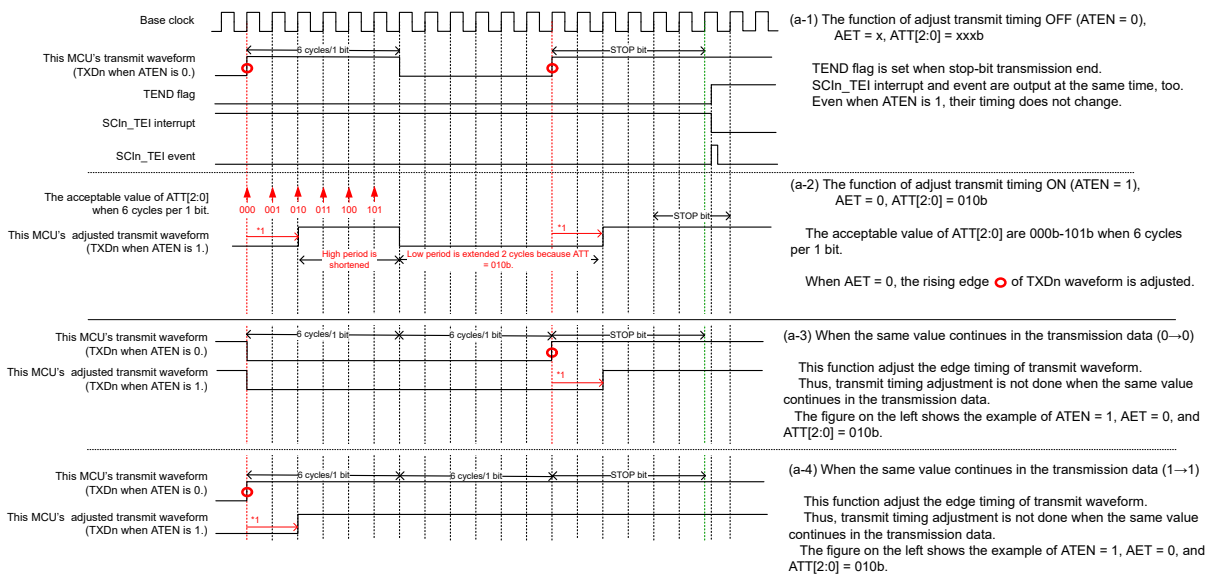 Base clock
(a-1) The function of adjust transmit timing OFF (ATEN = 0),
AET = x, ATT[2:0] = xxxb
6 cycles/1 bit
STOP bit
This MCU's transmit waveform
(TXDn when ATEN is 0.)
TEND flag is set when stop-bit transmission end.
SCIn_TEI interrupt and event are output at the same time, too.
Even when ATEN is 1, their timing does not change.
TEND flag
SCIn_TEI interrupt
SCIn_TEI event
(a-2) The function of adjust transmit timing ON (ATEN = 1),
AET = 0, ATT[2:0] = 010b
The acceptable value of ATT[2:0]
when 6 cycles per 1 bit.
000 001 010 011 100 101
STOP bit
This MCU's adjusted transmit waveform
(TXDn when ATEN is 1.)
*1
*1
The acceptable value of ATT[2:0] are 000b-101b when 6 cycles
per 1 bit.
High period is
shortened
Low period is extended 2 cycles because ATT
= 010b.
When AET = 0, the rising edge of TXDn waveform is adjusted.
This MCU's transmit waveform
(TXDn when ATEN is 0.)
6 cycles/1 bit
6 cycles/1 bit
STOP bit
(a-3) When the same value continues in the transmission data (0→0)
This MCU's adjusted transmit waveform
(TXDn when ATEN is 1.)
*1
This function adjust the edge timing of transmit waveform.
Thus, transmit timing adjustment is not done when the same value
continues in the transmission data.
The figure on the left shows the example of ATEN = 1, AET = 0, and
ATT[2:0] = 010b.
This MCU's transmit waveform
(TXDn when ATEN is 0.)
6 cycles/1 bit
6 cycles/1 bit
STOP bit
(a-4) When the same value continues in the transmission data (1→1)
This MCU's adjusted transmit waveform
(TXDn when ATEN is 1.)
*1
This function adjust the edge timing of transmit waveform.
Thus, transmit timing adjustment is not done when the same value
continues in the transmission data.
The figure on the left shows the example of ATEN = 1, AET = 0, and
ATT[2:0] = 010b.